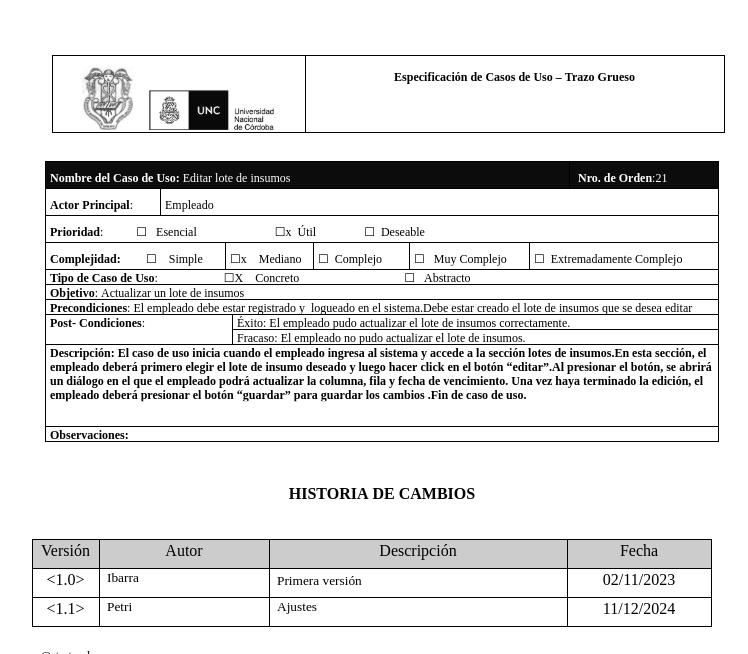 Especificación de Casos de Uso – Trazo Grueso
UNC
Universidad
Nacional
de Córdoba
Nombre del Caso de Uso: Editar lote de insumos Nro. de Orden:21
Actor Principal: Empleado
Prioridad: ☐ Esencial ☐x Útil ☐ Deseable
Complejidad: ☐ Simple ☐x Mediano ☐ Complejo ☐ Muy Complejo ☐ Extremadamente Complejo
Tipo de Caso de Uso: ☐X Concreto ☐ Abstracto
Objetivo: Actualizar un lote de insumos
Precondiciones: El empleado debe estar registrado y logueado en el sistema.Debe estar creado el lote de insumos que se desea editar
Post- Condiciones: Éxito: El empleado pudo actualizar el lote de insumos correctamente.
Fracaso: El empleado no pudo actualizar el lote de insumos.
Descripción: El caso de uso inicia cuando el empleado ingresa al sistema y accede a la sección lotes de insumos.En esta sección, el
empleado deberá primero elegir el lote de insumo deseado y luego hacer click en el botón “editar”.Al presionar el botón, se abrirá
un diálogo en el que el empleado podrá actualizar la columna, fila y fecha de vencimiento. Una vez haya terminado la edición, el
empleado deberá presionar el botón “guardar” para guardar los cambios .Fin de caso de uso.
Observaciones:
HISTORIA DE CAMBIOS
Versión Autor Descripción Fecha
<1.0> Ibarra Primera versión 02/11/2023
<1.1> Petri Ajustes 11/12/2024